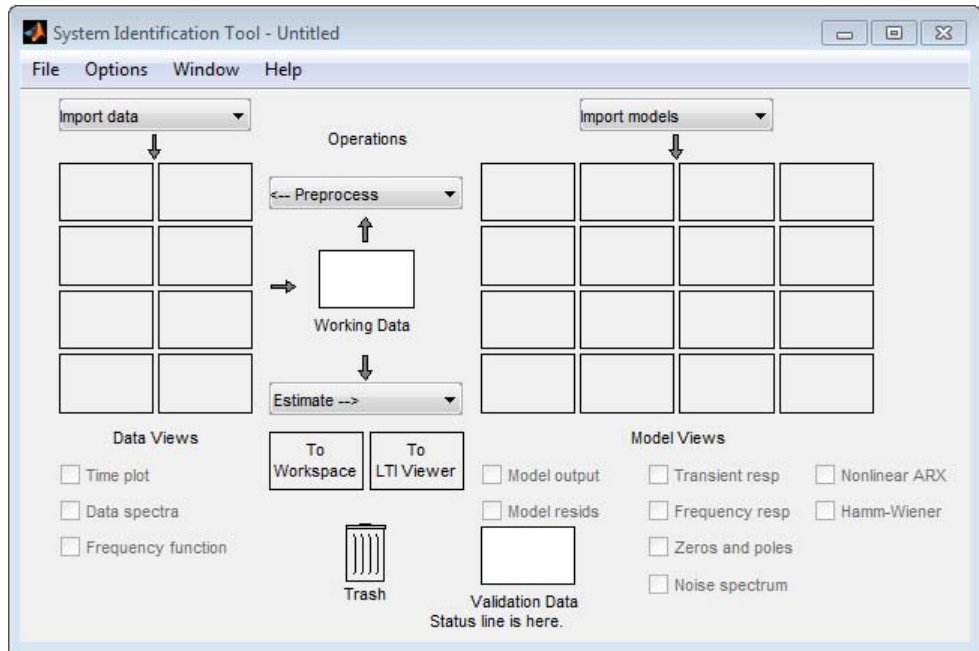 System Identification Tool - Untitled
File Options Window Help
Import data
Import models
Operations
<-- Preprocess
Working Data
Estimate -->
Data Views
Model Views
To
Workspace
To
LTI Viewer
Time plot
Data spectra
Frequency function
Model output
Model resids
Transient resp
Frequency resp
Zeros and poles
Noise spectrum
Nonlinear ARX
Hamm-Wiener
Trash
Validation Data
Status line is here.